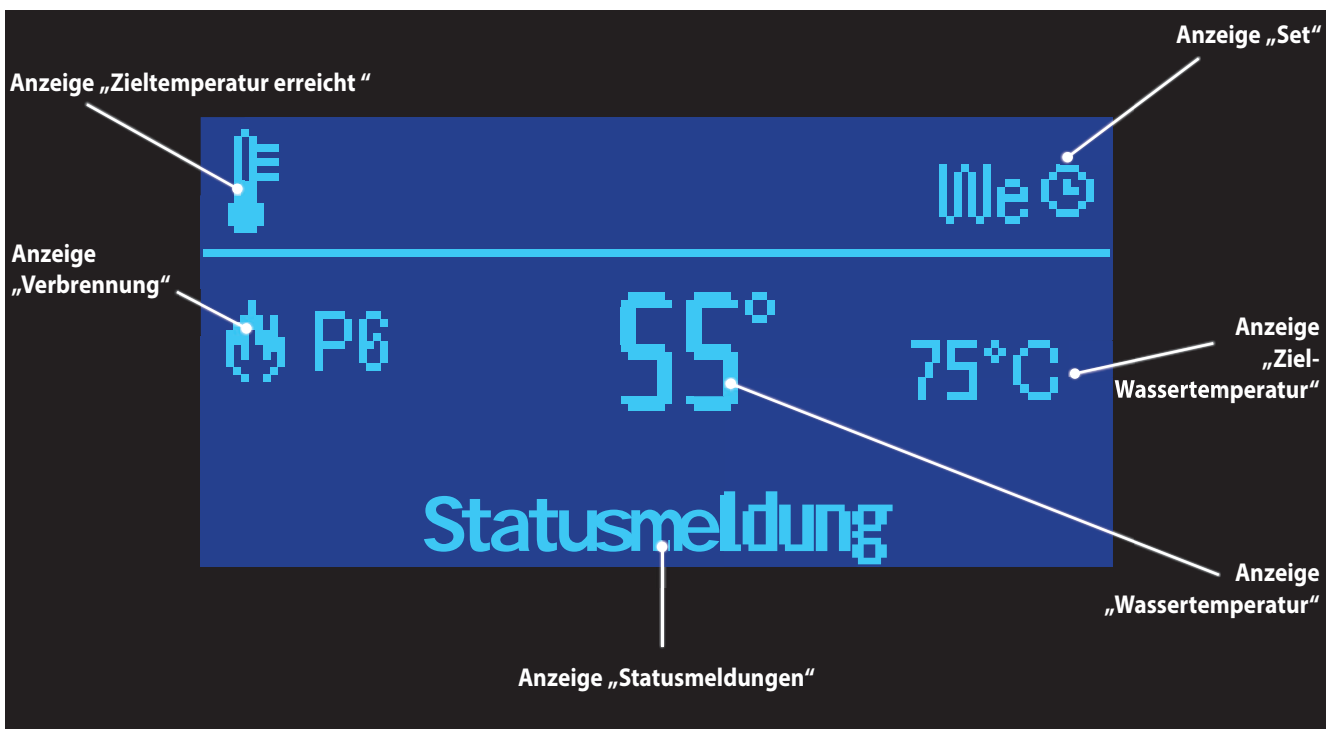 Anzeige „Set“
Anzeige „Zieltemperatur erreicht “
We
Anzeige
„Verbrennung“
P6
55°
75°C
Anzeige
„Ziel-
Wassertemperatur“
Statusmeldung
Anzeige
„Wassertemperatur“
Anzeige „Statusmeldungen“